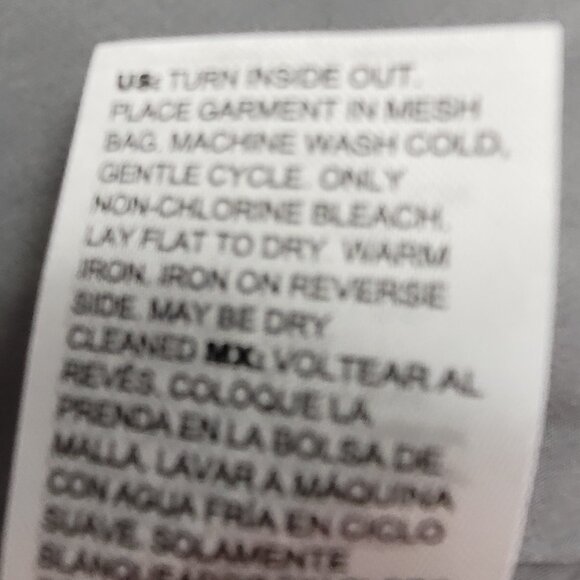 US: TURN INSIDE OUT.
PLACE GARMENT IN MESH
BAG. MACHINE WASH COLD,
GENTLE CYCLE. ONLY
NON-CHLORINE BLEACH.
LAY FLAT TO DRY. WARM
IRON. IRON ON REVERSE
SIDE. MAY BE DRY
CLEANED MX: VOLTEAR AL
REVÉS. COLOQUE LA
PRENDA EN LA BOLSA DE
MALLA. LAVAR A MÁQUINA
CON AGUA FRÍA EN CICLO
SUAVE. SOLAMENTE